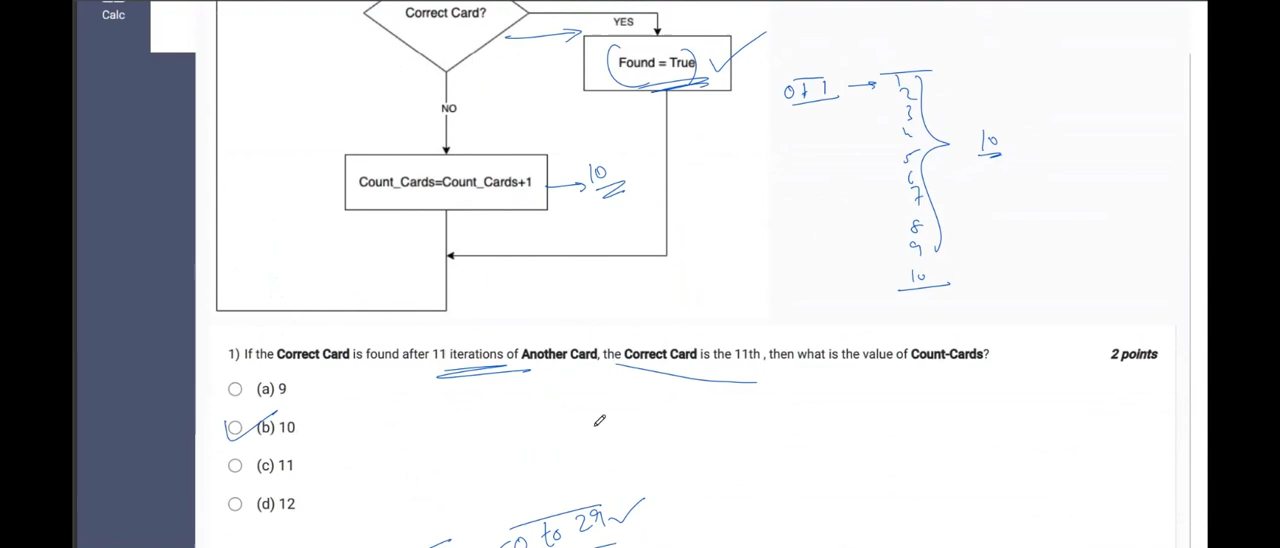 Calc
Correct Card?
YES
Found = True
0 + 1
1
2
3
4
5
6
7
8
9
10
10
NO
Count_Cards=Count_Cards+1
10
1) If the Correct Card is found after 11 iterations of Another Card, the Correct Card is the 11th , then what is the value of Count-Cards?
2 points
(a) 9
(b) 10
(c) 11
(d) 12
to 29